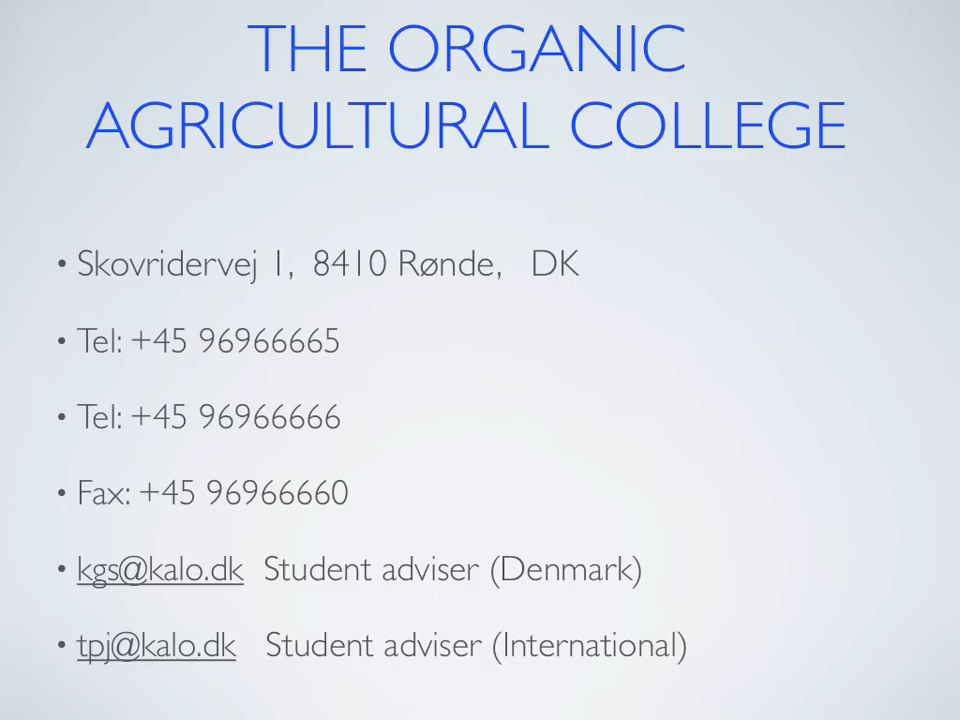 THE ORGANIC
AGRICULTURAL COLLEGE
• Skovridervej 1, 8410 Rønde, DK
• Tel: +45 96966665
• Tel: +45 96966666
• Fax: +45 96966660
• kgs@kalo.dk Student adviser (Denmark)
• tpj@kalo.dk Student adviser (International)